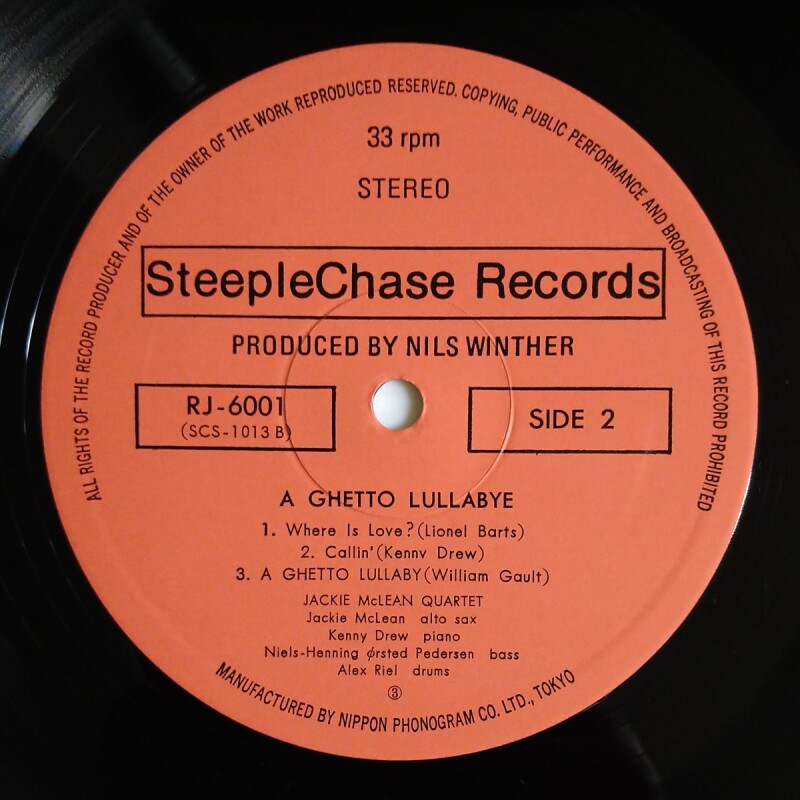 ALL RIGHTS OF THE RECORD PRODUCER AND OF THE OWNER OF THE WORK REPRODUCED RESERVED. COPYING, PUBLIC PERFORMANCE AND BROADCASTING OF THIS RECORD PROHIBITED
33 rpm
STEREO
SteepleChase Records
PRODUCED BY NILS WINTHER
RJ-6001
(SCS-1013 B)
SIDE 2
A GHETTO LULLABYE
1. Where Is Love? (Lionel Barts)
2. Callin' (Kennv Drew)
3. A GHETTO LULLABY (William Gault)
JACKIE McLEAN QUARTET
Jackie McLean alto sax
Kenny Drew piano
Niels-Henning Ørsted Pedersen bass
Alex Riel drums
③
MANUFACTURED BY NIPPON PHONOGRAM CO. LTD., TOKYO